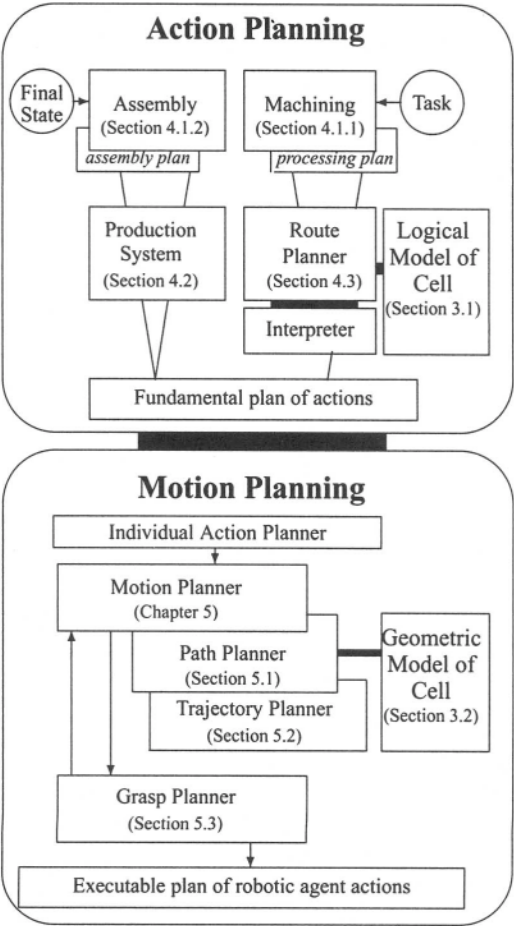 Action Planning
Final
State
Assembly
(Section 4.1.2)
assembly plan
Machining
(Section 4.1.1)
processing plan
Task
Production
System
(Section 4.2)
Route
Planner
(Section 4.3)
Interpreter
Logical
Model of
Cell
(Section 3.1)
Fundamental plan of actions
Motion Planning
Individual Action Planner
Motion Planner
(Chapter 5)
Path Planner
(Section 5.1)
Trajectory Planner
(Section 5.2)
Geometric
Model of
Cell
(Section 3.2)
Grasp Planner
(Section 5.3)
Executable plan of robotic agent actions